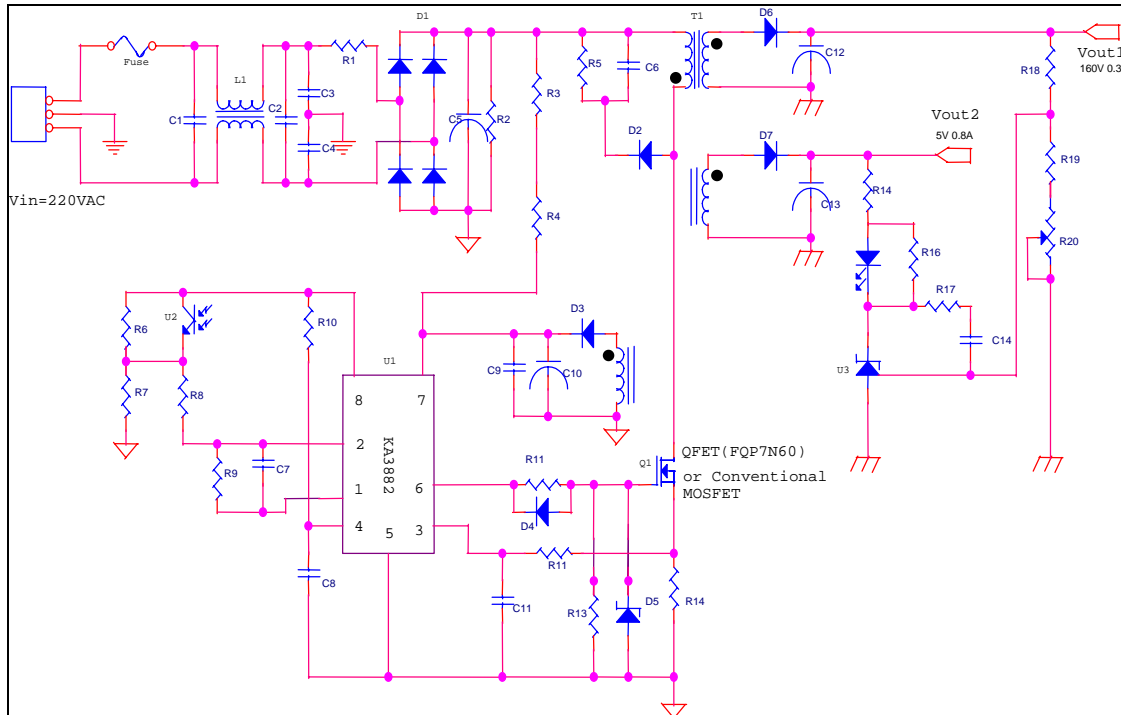 D1
T1
D6
Fuse
R1
L1
C1
C2
C3
C4
C5
R2
R3
R4
R5
C6
D2
C12
Vout1
160V 0.3
R18
Vout2
5V 0.8A
D7
C13
R14
R19
R16
R20
R17
C14
U3
Vin=220VAC
R6
U2
R10
R7
R8
U1
D3
C9
C10
8
7
2
1
4
5
6
3
KA3882
R9
C7
C8
R11
D4
R11
C11
R13
D5
R14
Q1
QFET(FQP7N60)
or Conventional
MOSFET